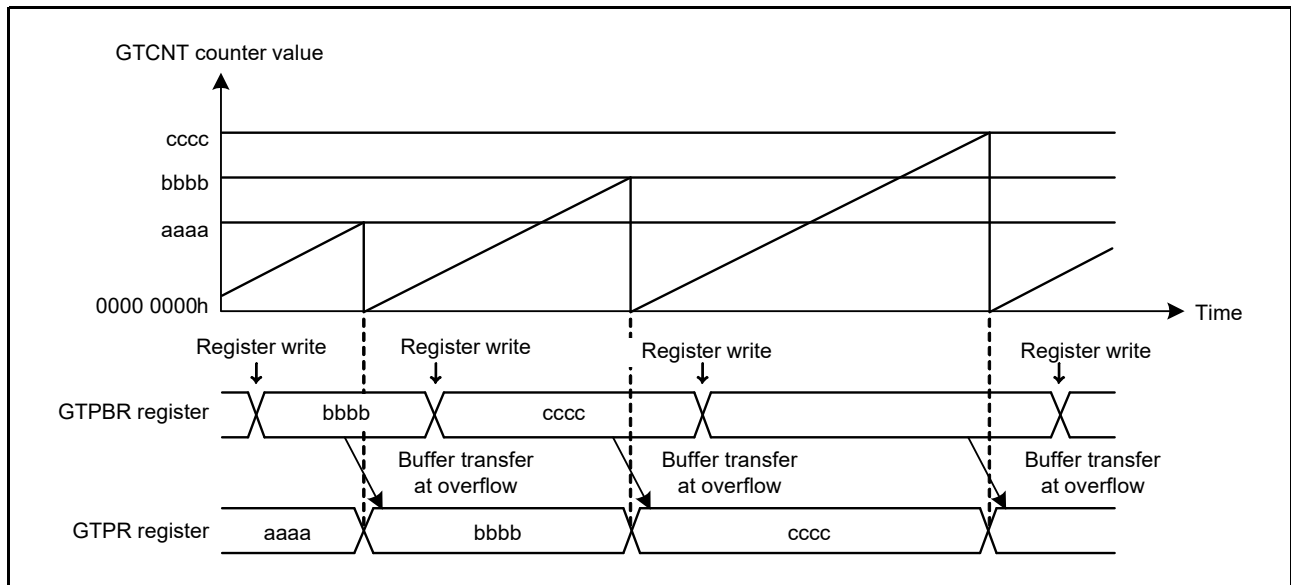 GTCNT counter value
cccc
bbbb
aaaa
0000 0000h
Time
Register write
Register write
Register write
Register write
GTPBR register
bbbb
cccc
Buffer transfer
at overflow
Buffer transfer
at overflow
Buffer transfer
at overflow
GTPR register
aaaa
bbbb
cccc